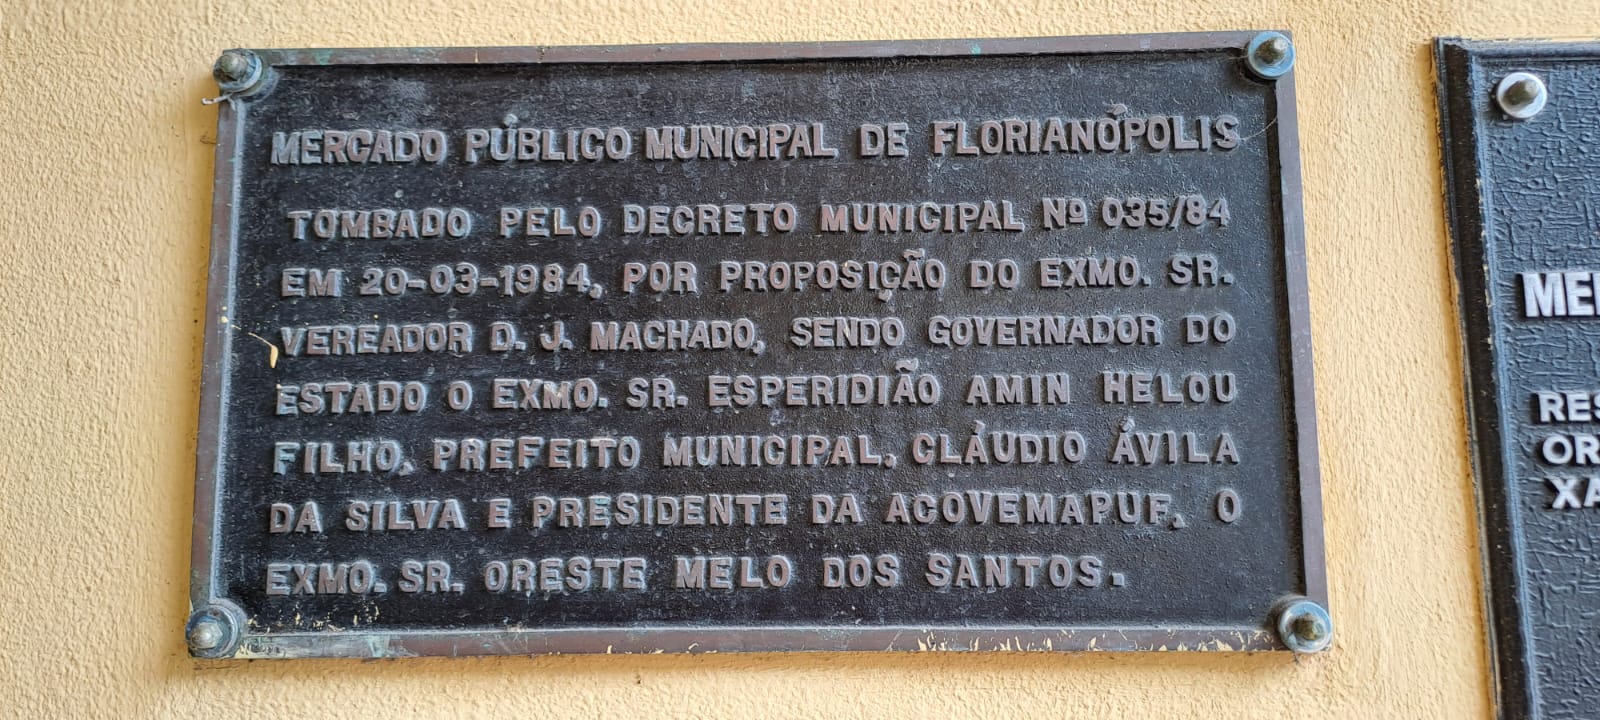 MERCADO PÚBLICO MUNICIPAL DE FLORIANÓPOLIS
TOMBADO PELO DECRETO MUNICIPAL Nº 035/84
EM 20-03-1984, POR PROPOSIÇÃO DO EXMO. SR.
VEREADOR D. J. MACHADO, SENDO GOVERNADOR DO
ESTADO O EXMO. SR. ESPERIDIÃO AMIN HELOU
FILHO, PREFEITO MUNICIPAL, CLÁUDIO ÁVILA
DA SILVA E PRESIDENTE DA ACOVEMAPUF, O
EXMO. SR. ORESTE MELO DOS SANTOS.